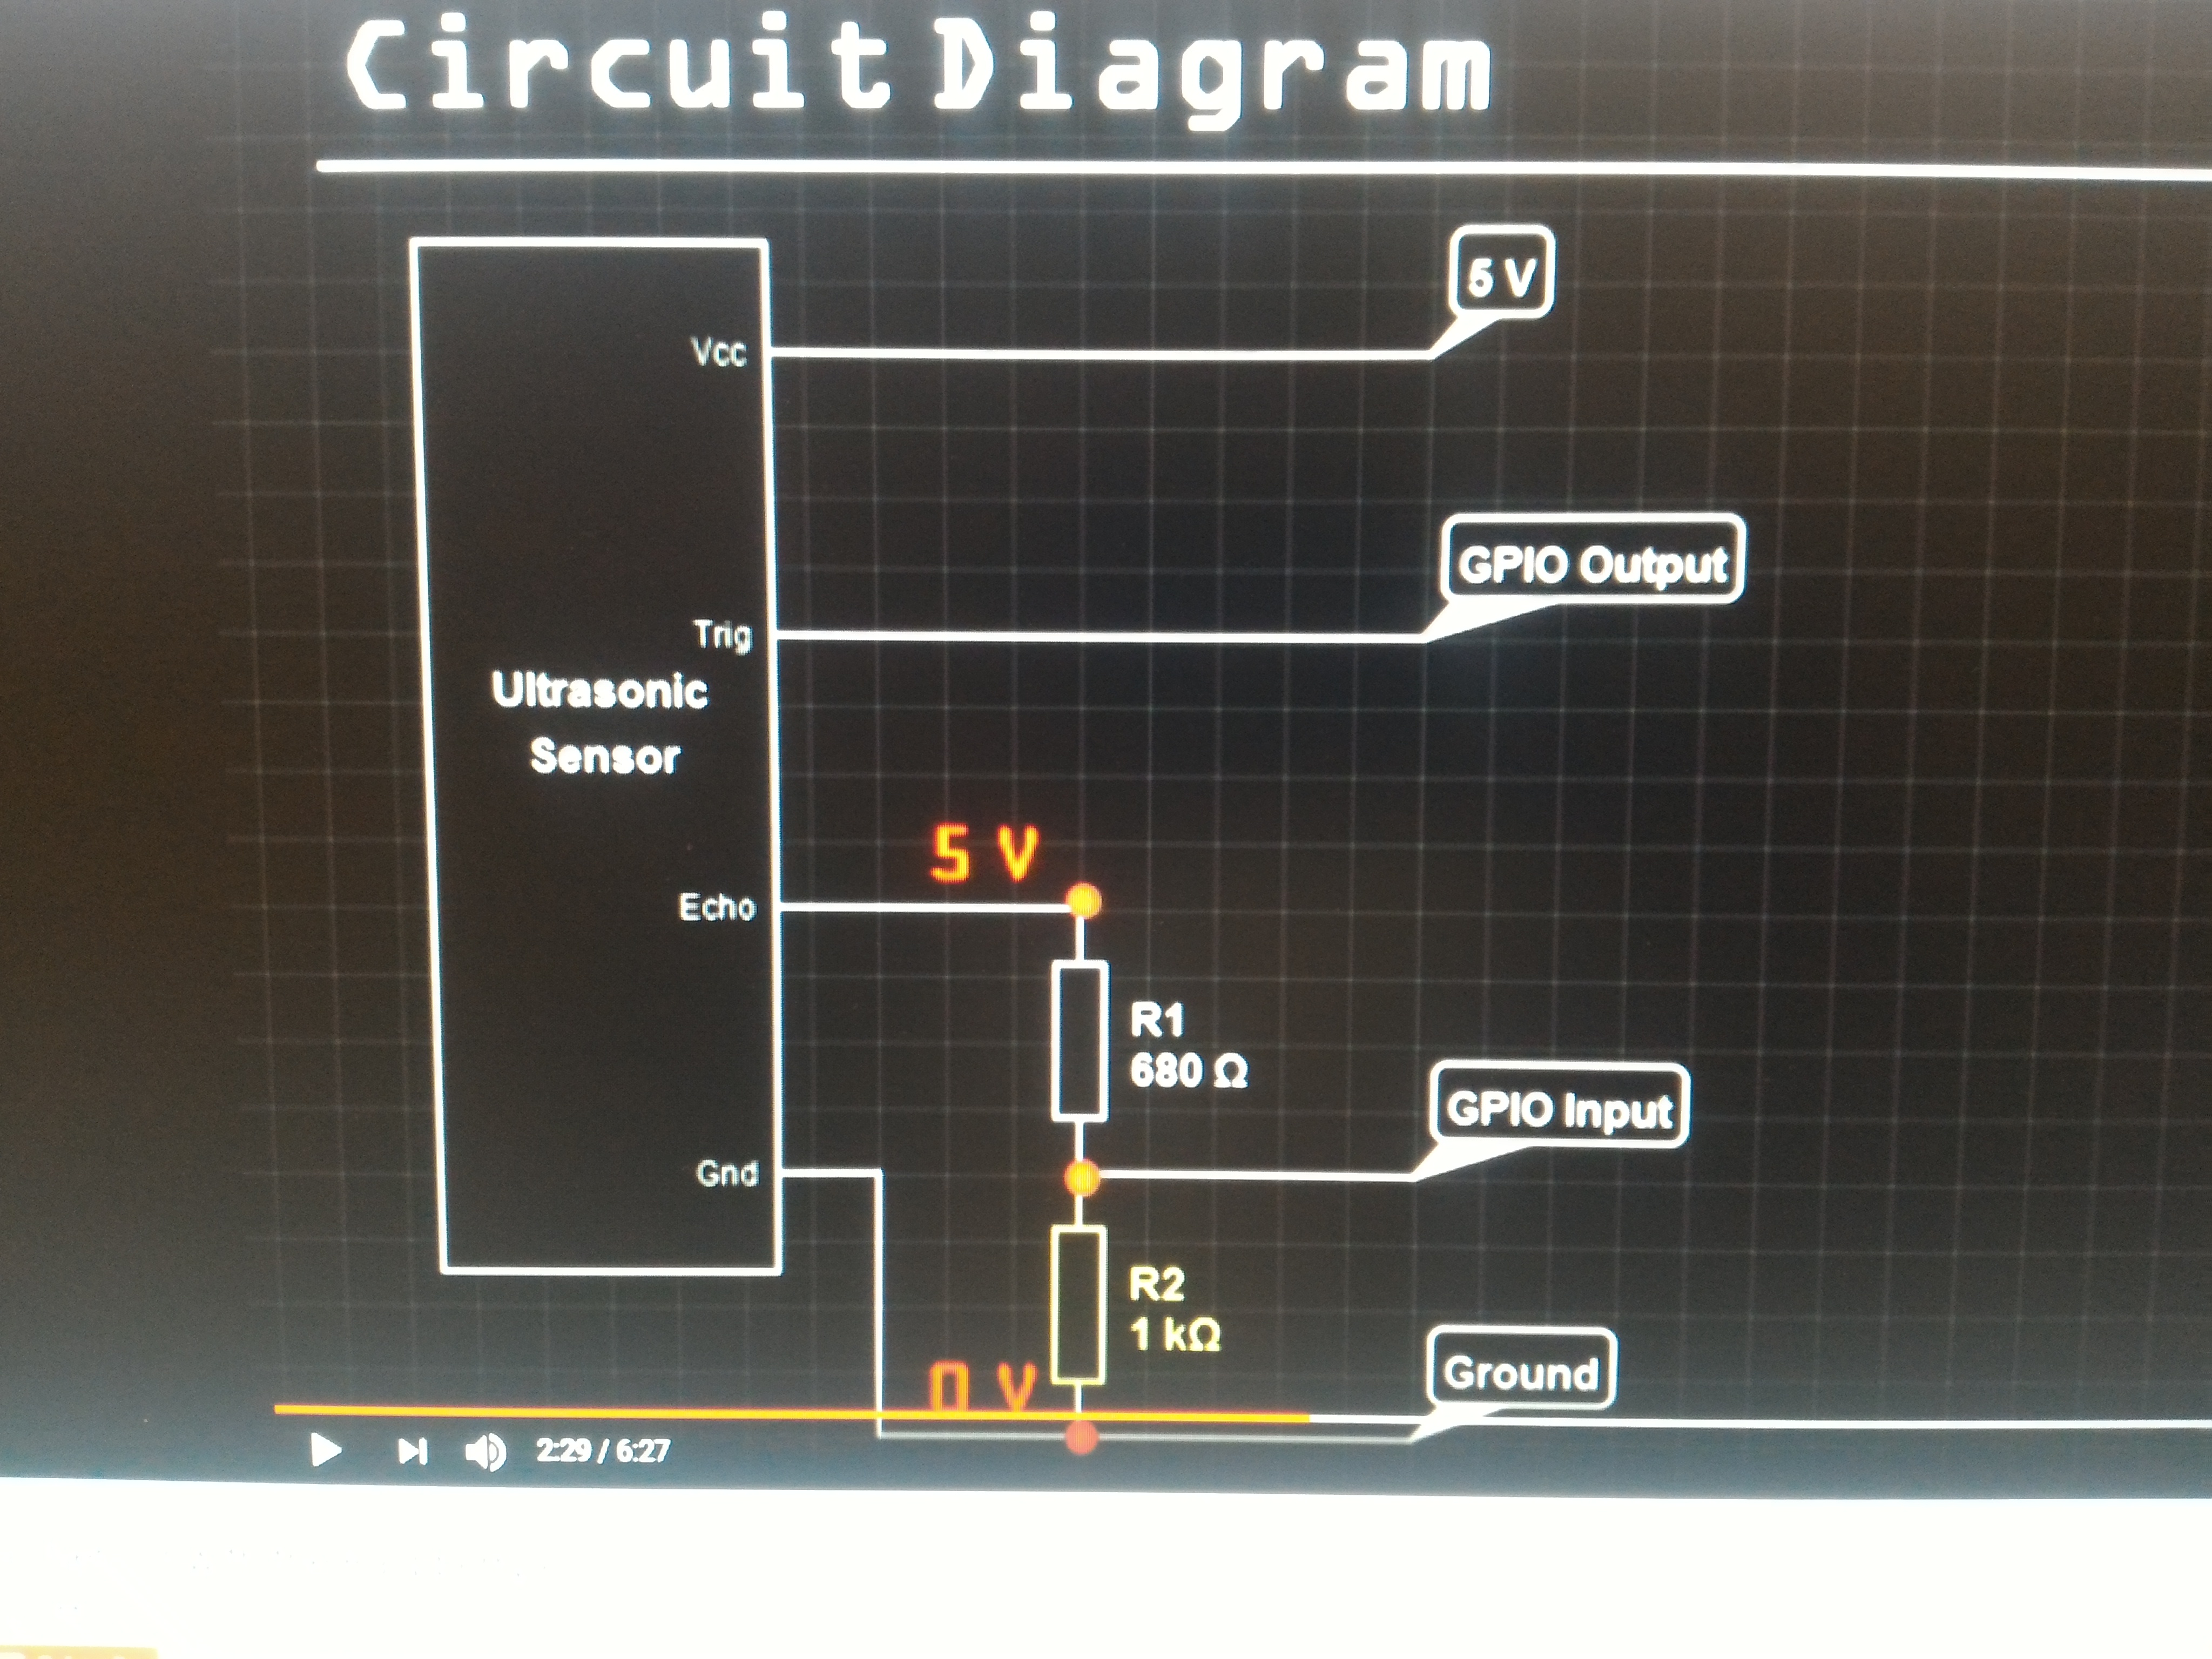 Circuit Diagram
5 V
Vcc
GPIO Output
Trig
Ultrasonic
Sensor
5 V
Echo
R1
680 Ω
GPIO Input
Gnd
R2
1 kΩ
0 V
Ground
2:29 / 6:27